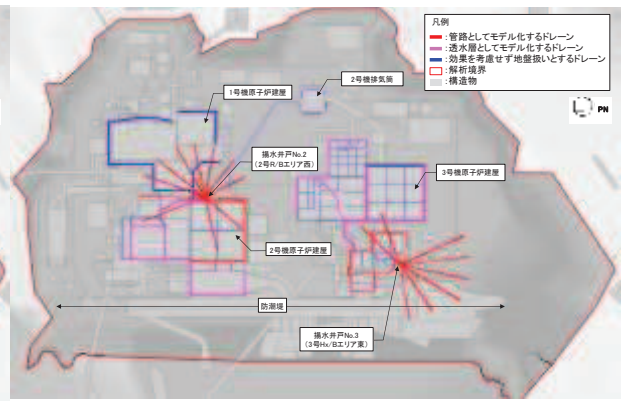 凡例
:管路としてモデル化するドレーン
:透水層としてモデル化するドレーン
:効果を考慮せず地盤扱いとするドレーン
:解析境界
:構造物
PN
2号機排気筒
1号機原子炉建屋
揚水井戸No.2
(2号R/Bエリア西)
3号機原子炉建屋
2号機原子炉建屋
防潮堤
揚水井戸No.3
(3号Hx/Bエリア東)